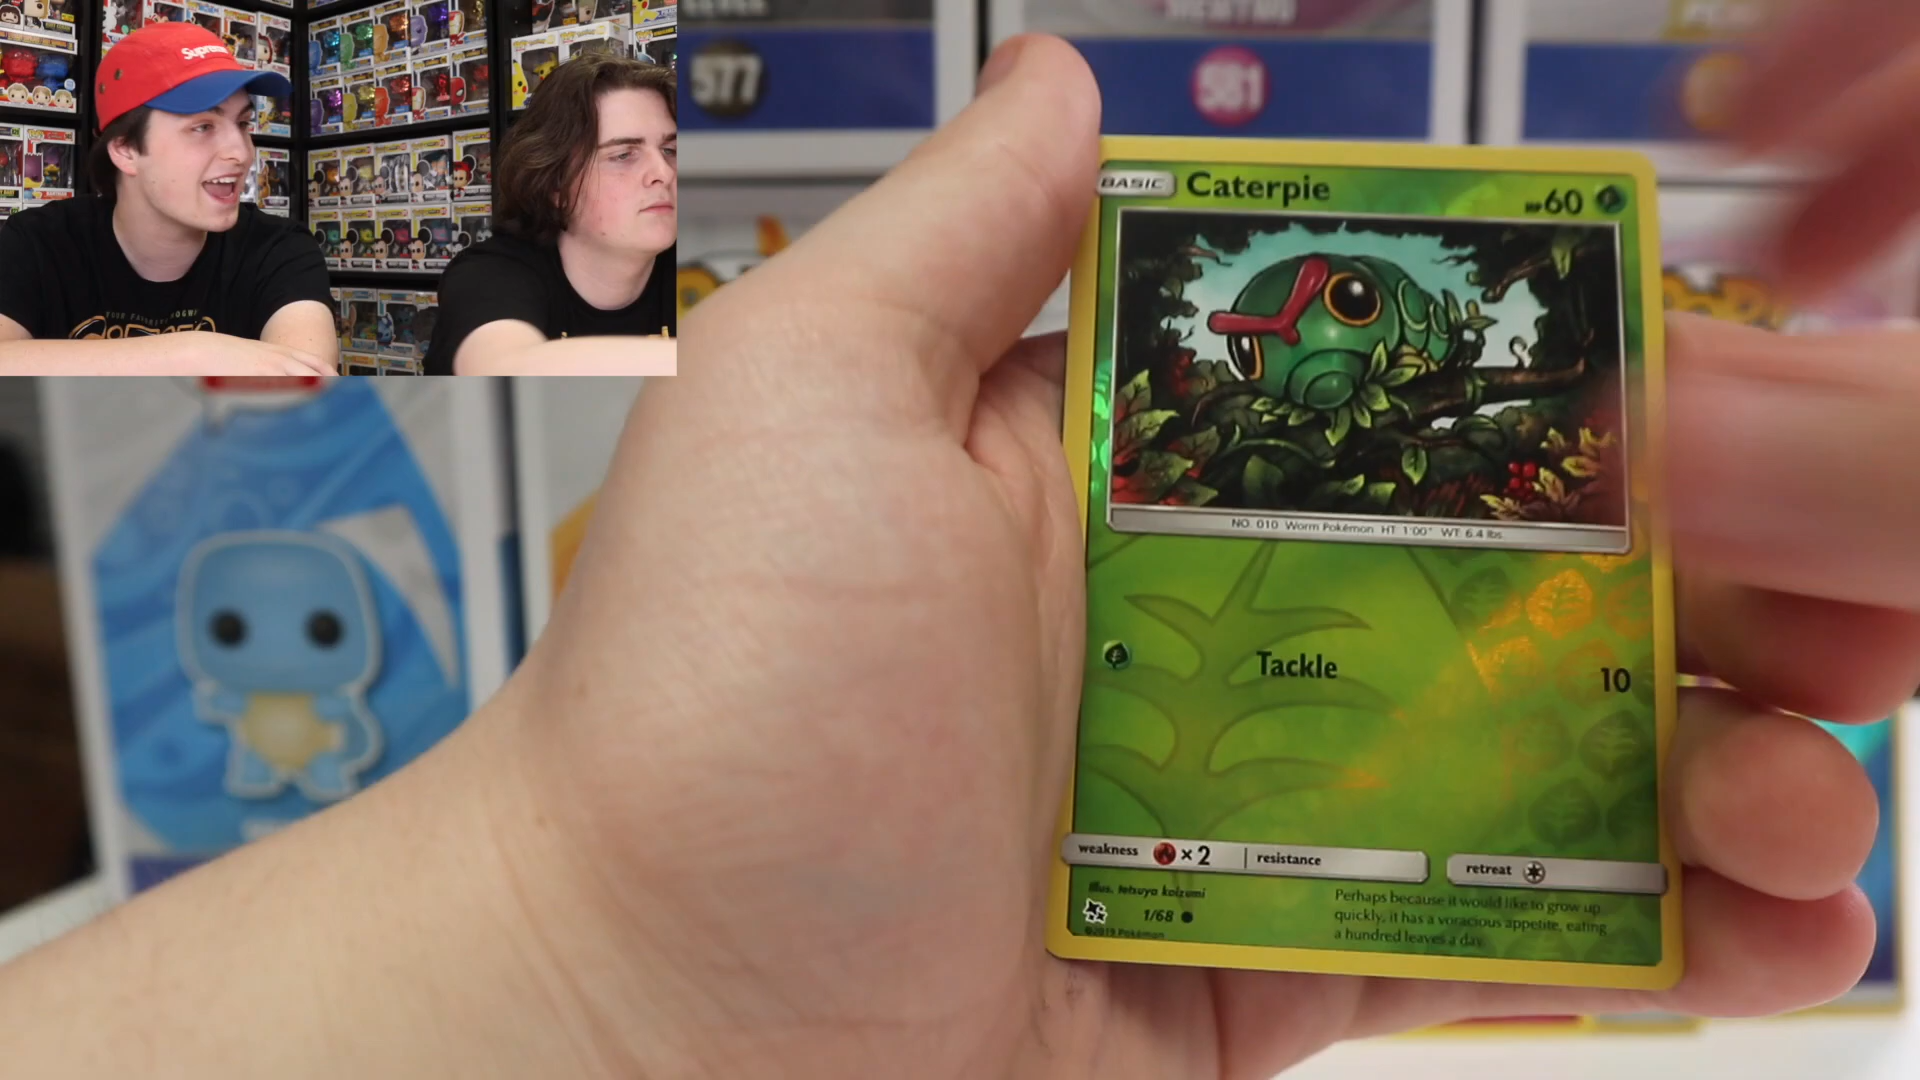 Supreme
577
581
BASIC Caterpie HP 60
NO. 010 Worm Pokémon HT: 1'00" WT: 6.4 lbs.
Tackle 10
weakness ×2 resistance retreat
Illus. tetsuya koizumi
1/68
©2019 Pokémon
Perhaps because it would like to grow up
quickly, it has a voracious appetite, eating
a hundred leaves a day.